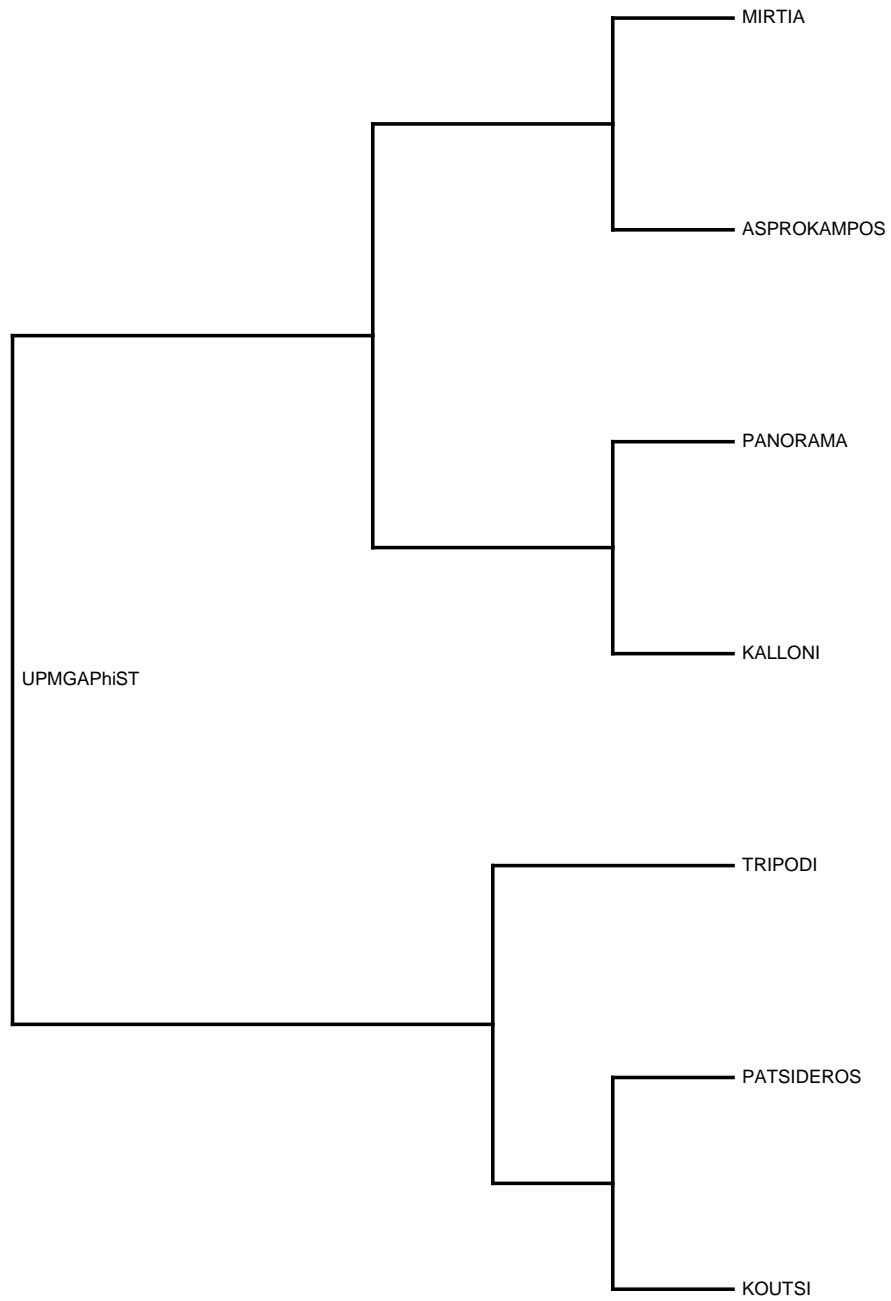 MIRTIA
ASPROKAMPOS
PANORAMA
KALLONI
UPMGAPhiST
TRIPODI
PATSIDEROS
KOUTSI